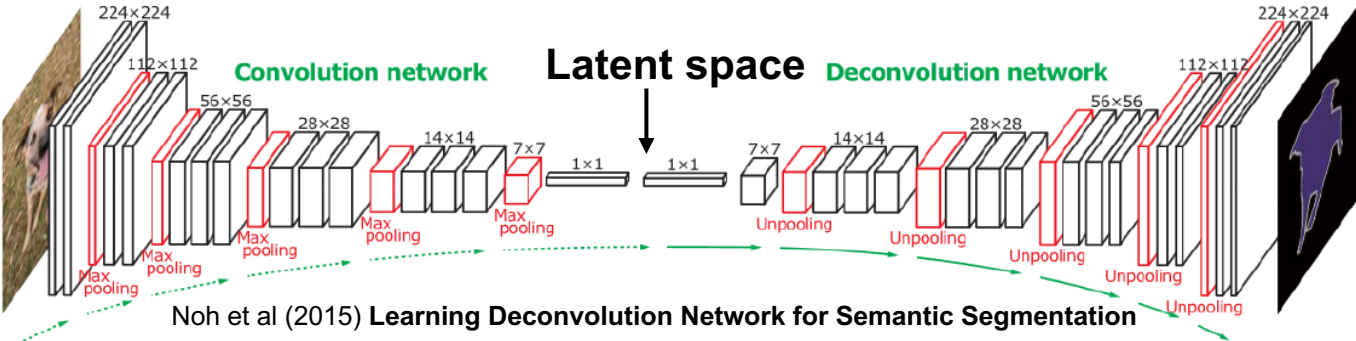 224×224
112×112
56×56
28×28
14×14
7×7
1×1
1×1
7×7
14×14
28×28
56×56
112×112
224×224
Convolution network
Latent space
Deconvolution network
Max
pooling
Max
pooling
Max
pooling
Max
pooling
Max
pooling
Unpooling
Unpooling
Unpooling
Unpooling
Unpooling
Noh et al (2015) Learning Deconvolution Network for Semantic Segmentation